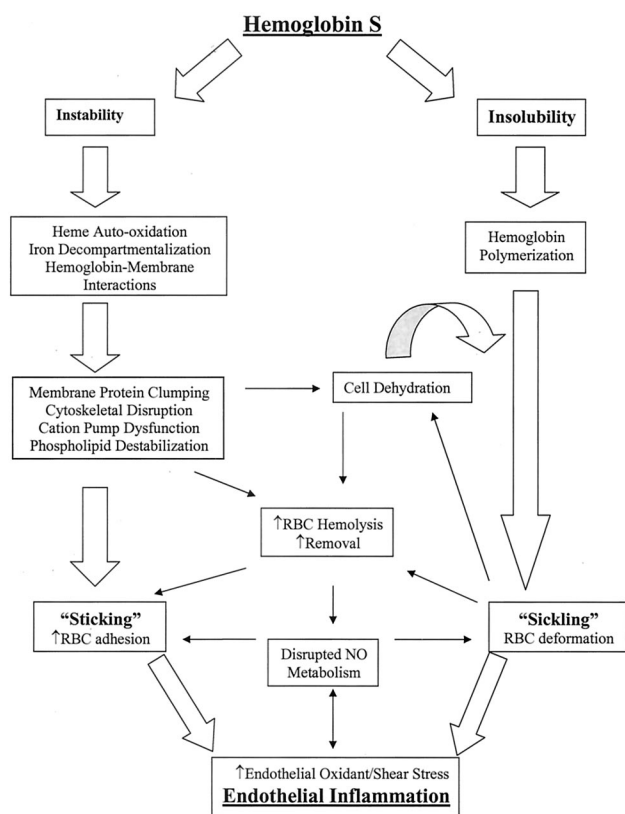 Hemoglobin S
Instability
Insolubility
Heme Auto-oxidation
Iron Decompartmentalization
Hemoglobin-Membrane
Interactions
Hemoglobin
Polymerization
Membrane Protein Clumping
Cytoskeletal Disruption
Cation Pump Dysfunction
Phospholipid Destabilization
Cell Dehydration
↑RBC Hemolysis
↑Removal
“Sticking”
↑RBC adhesion
“Sickling”
RBC deformation
Disrupted NO
Metabolism
↑Endothelial Oxidant/Shear Stress
Endothelial Inflammation